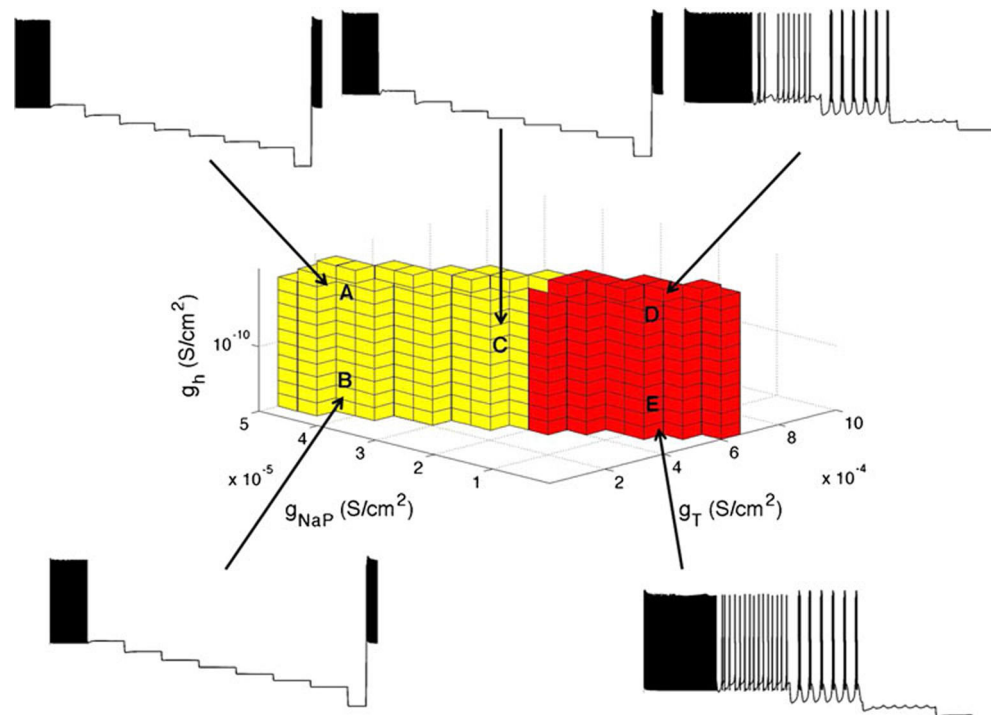 A
B
C
D
E
g_h (S/cm^2)
10^-10
5
4
3
2
1
x 10^-5
g_NaP (S/cm^2)
2
4
6
8
10
x 10^-4
g_T (S/cm^2)